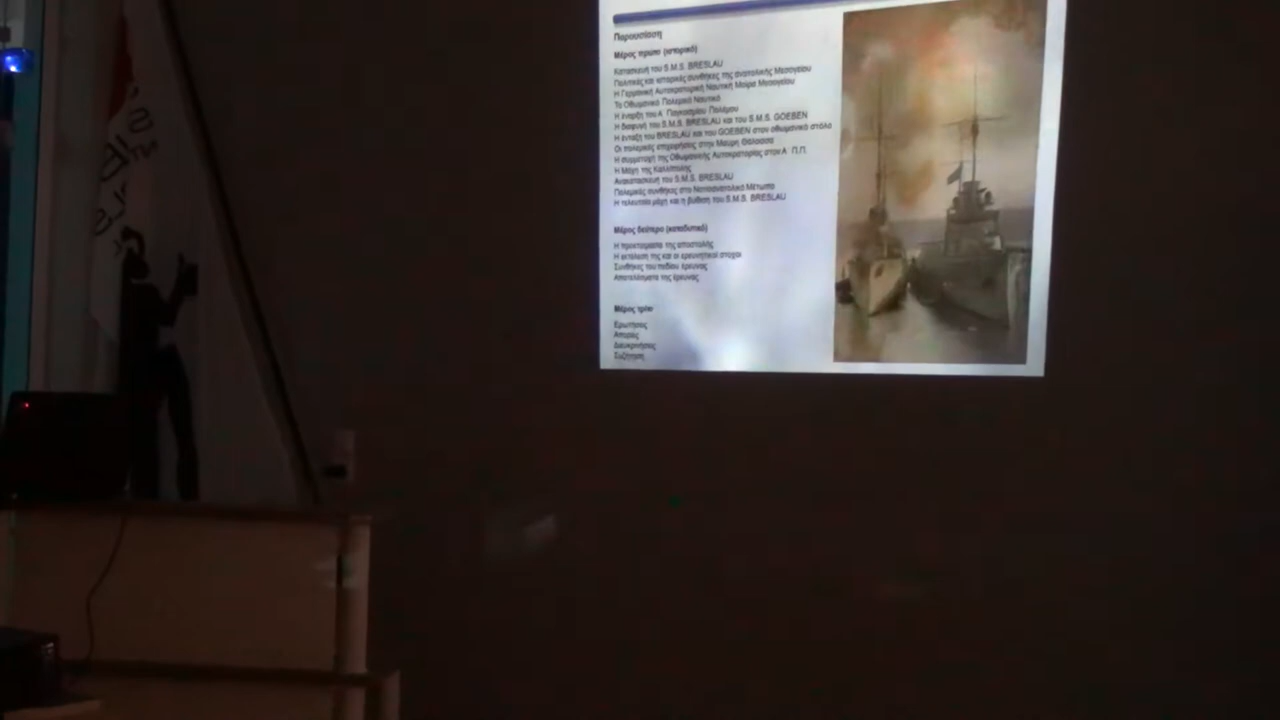 Παρουσίαση
Μέρος πρώτο (ιστορικό)
Κατασκευή του S.M.S. BRESLAU
Πολιτικές και ιστορικές συνθήκες της ανατολικής Μεσογείου
Η Γερμανική Αυτοκρατορική Ναυτική Μοίρα Μεσογείου
Το Οθωμανικό Πολεμικό Ναυτικό
Η έναρξη του Α Παγκοσμίου Πολέμου
Η διαφυγή του S.M.S. BRESLAU και του S.M.S. GOEBEN
Η ένταξη του BRESLAU και του GOEBEN στον οθωμανικό στόλο
Οι πολεμικές επιχειρήσεις στην Μαύρη Θάλασσα
Η συμμετοχή της Οθωμανικής Αυτοκρατορίας στον Α Π.Π.
Η Μάχη της Καλλίπολης
Ανακατασκευή του S.M.S. BRESLAU
Πολεμικές συνθήκες στο Νοτιοανατολικό Μέτωπο
Η τελευταία μάχη και η βύθιση του S.M.S. BRESLAU
Μέρος δεύτερο (καταδυτικό)
Η προετοιμασία της αποστολής
Η εκτέλεση της και οι ερευνητικοί στόχοι
Συνθήκες του πεδίου έρευνας
Αποτελέσματα της έρευνας
Μέρος τρίτο
Ερωτήσεις
Απορίες
Διευκρινήσεις
Συζήτηση